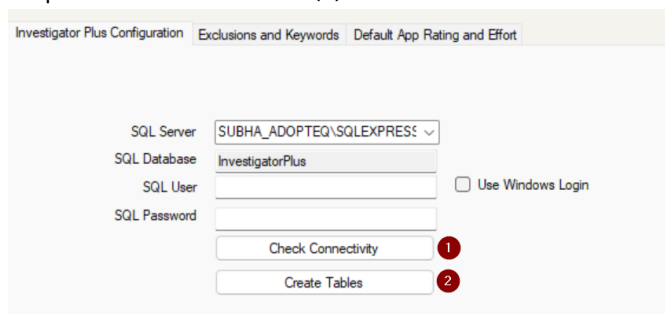 Investigator Plus Configuration Exclusions and Keywords Default App Rating and Effort
SQL Server SUBHA_ADOPTEQ\SQLEXPRESS
SQL Database InvestigatorPlus
SQL User Use Windows Login
SQL Password
Check Connectivity 1
Create Tables 2